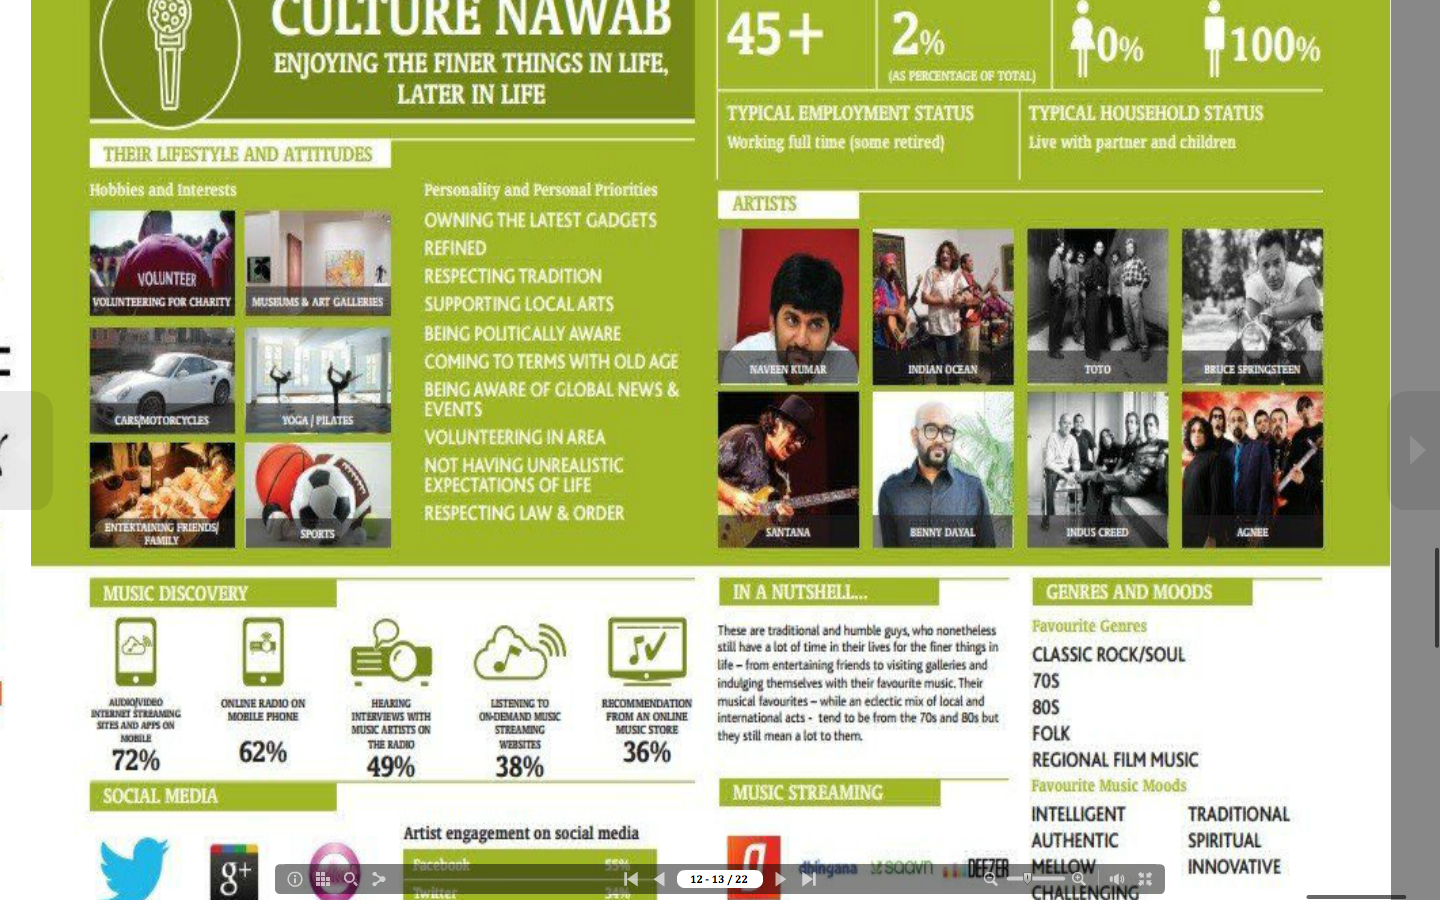 CULTURE NAWAB
ENJOYING THE FINER THINGS IN LIFE,
LATER IN LIFE
45+
2%
(AS PERCENTAGE OF TOTAL)
0%
100%
TYPICAL EMPLOYMENT STATUS
Working full time (some retired)
TYPICAL HOUSEHOLD STATUS
Live with partner and children
THEIR LIFESTYLE AND ATTITUDES
Hobbies and Interests
VOLUNTEER
VOLUNTEERING FOR CHARITY
MUSEUMS & ART GALLERIES
CARS/MOTORCYCLES
YOGA / PILATES
ENTERTAINING FRIENDS/
FAMILY
SPORTS
Personality and Personal Priorities
OWNING THE LATEST GADGETS
REFINED
RESPECTING TRADITION
SUPPORTING LOCAL ARTS
BEING POLITICALLY AWARE
COMING TO TERMS WITH OLD AGE
BEING AWARE OF GLOBAL NEWS &
EVENTS
VOLUNTEERING IN AREA
NOT HAVING UNREALISTIC
EXPECTATIONS OF LIFE
RESPECTING LAW & ORDER
ARTISTS
NAVEEN KUMAR
INDIAN OCEAN
TOTO
BRUCE SPRINGSTEEN
SANTANA
BENNY DAYAL
INDUS CREED
AGNEE
MUSIC DISCOVERY
AUDIO/VIDEO
INTERNET STREAMING
SITES AND APPS ON
MOBILE
72%
ONLINE RADIO ON
MOBILE PHONE
62%
HEARING
INTERVIEWS WITH
MUSIC ARTISTS ON
THE RADIO
49%
LISTENING TO
ON-DEMAND MUSIC
STREAMING
WEBSITES
38%
RECOMMENDATION
FROM AN ONLINE
MUSIC STORE
36%
IN A NUTSHELL...
These are traditional and humble guys, who nonetheless
still have a lot of time in their lives for the finer things in
life – from entertaining friends to visiting galleries and
indulging themselves with their favourite music. Their
musical favourites – while an eclectic mix of local and
international acts - tend to be from the 70s and 80s but
they still mean a lot to them.
GENRES AND MOODS
Favourite Genres
CLASSIC ROCK/SOUL
70S
80S
FOLK
REGIONAL FILM MUSIC
Favourite Music Moods
INTELLIGENT
AUTHENTIC
MELLOW
CHALLENGING
TRADITIONAL
SPIRITUAL
INNOVATIVE
SOCIAL MEDIA
g+
Artist engagement on social media
Facebook 55%
Twitter 34%
MUSIC STREAMING
dhingana
saavn
DEEZER
12 - 13 / 22